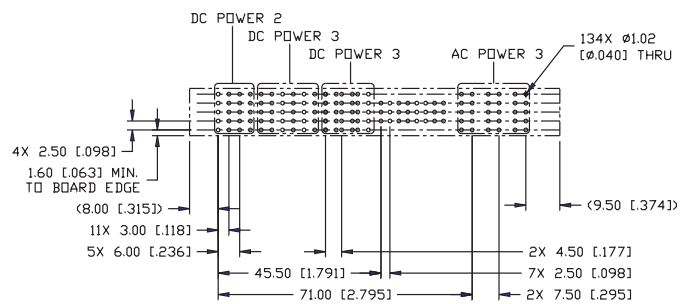 DC POWER 2
DC POWER 3
DC POWER 3
AC POWER 3
134X Ø1.02
[Ø.040] THRU
4X 2.50 [.098]
1.60 [.063] MIN.
TO BOARD EDGE
(8.00 [.315])
(9.50 [.374])
11X 3.00 [.118]
5X 6.00 [.236]
2X 4.50 [.177]
45.50 [1.791]
7X 2.50 [.098]
71.00 [2.795]
2X 7.50 [.295]